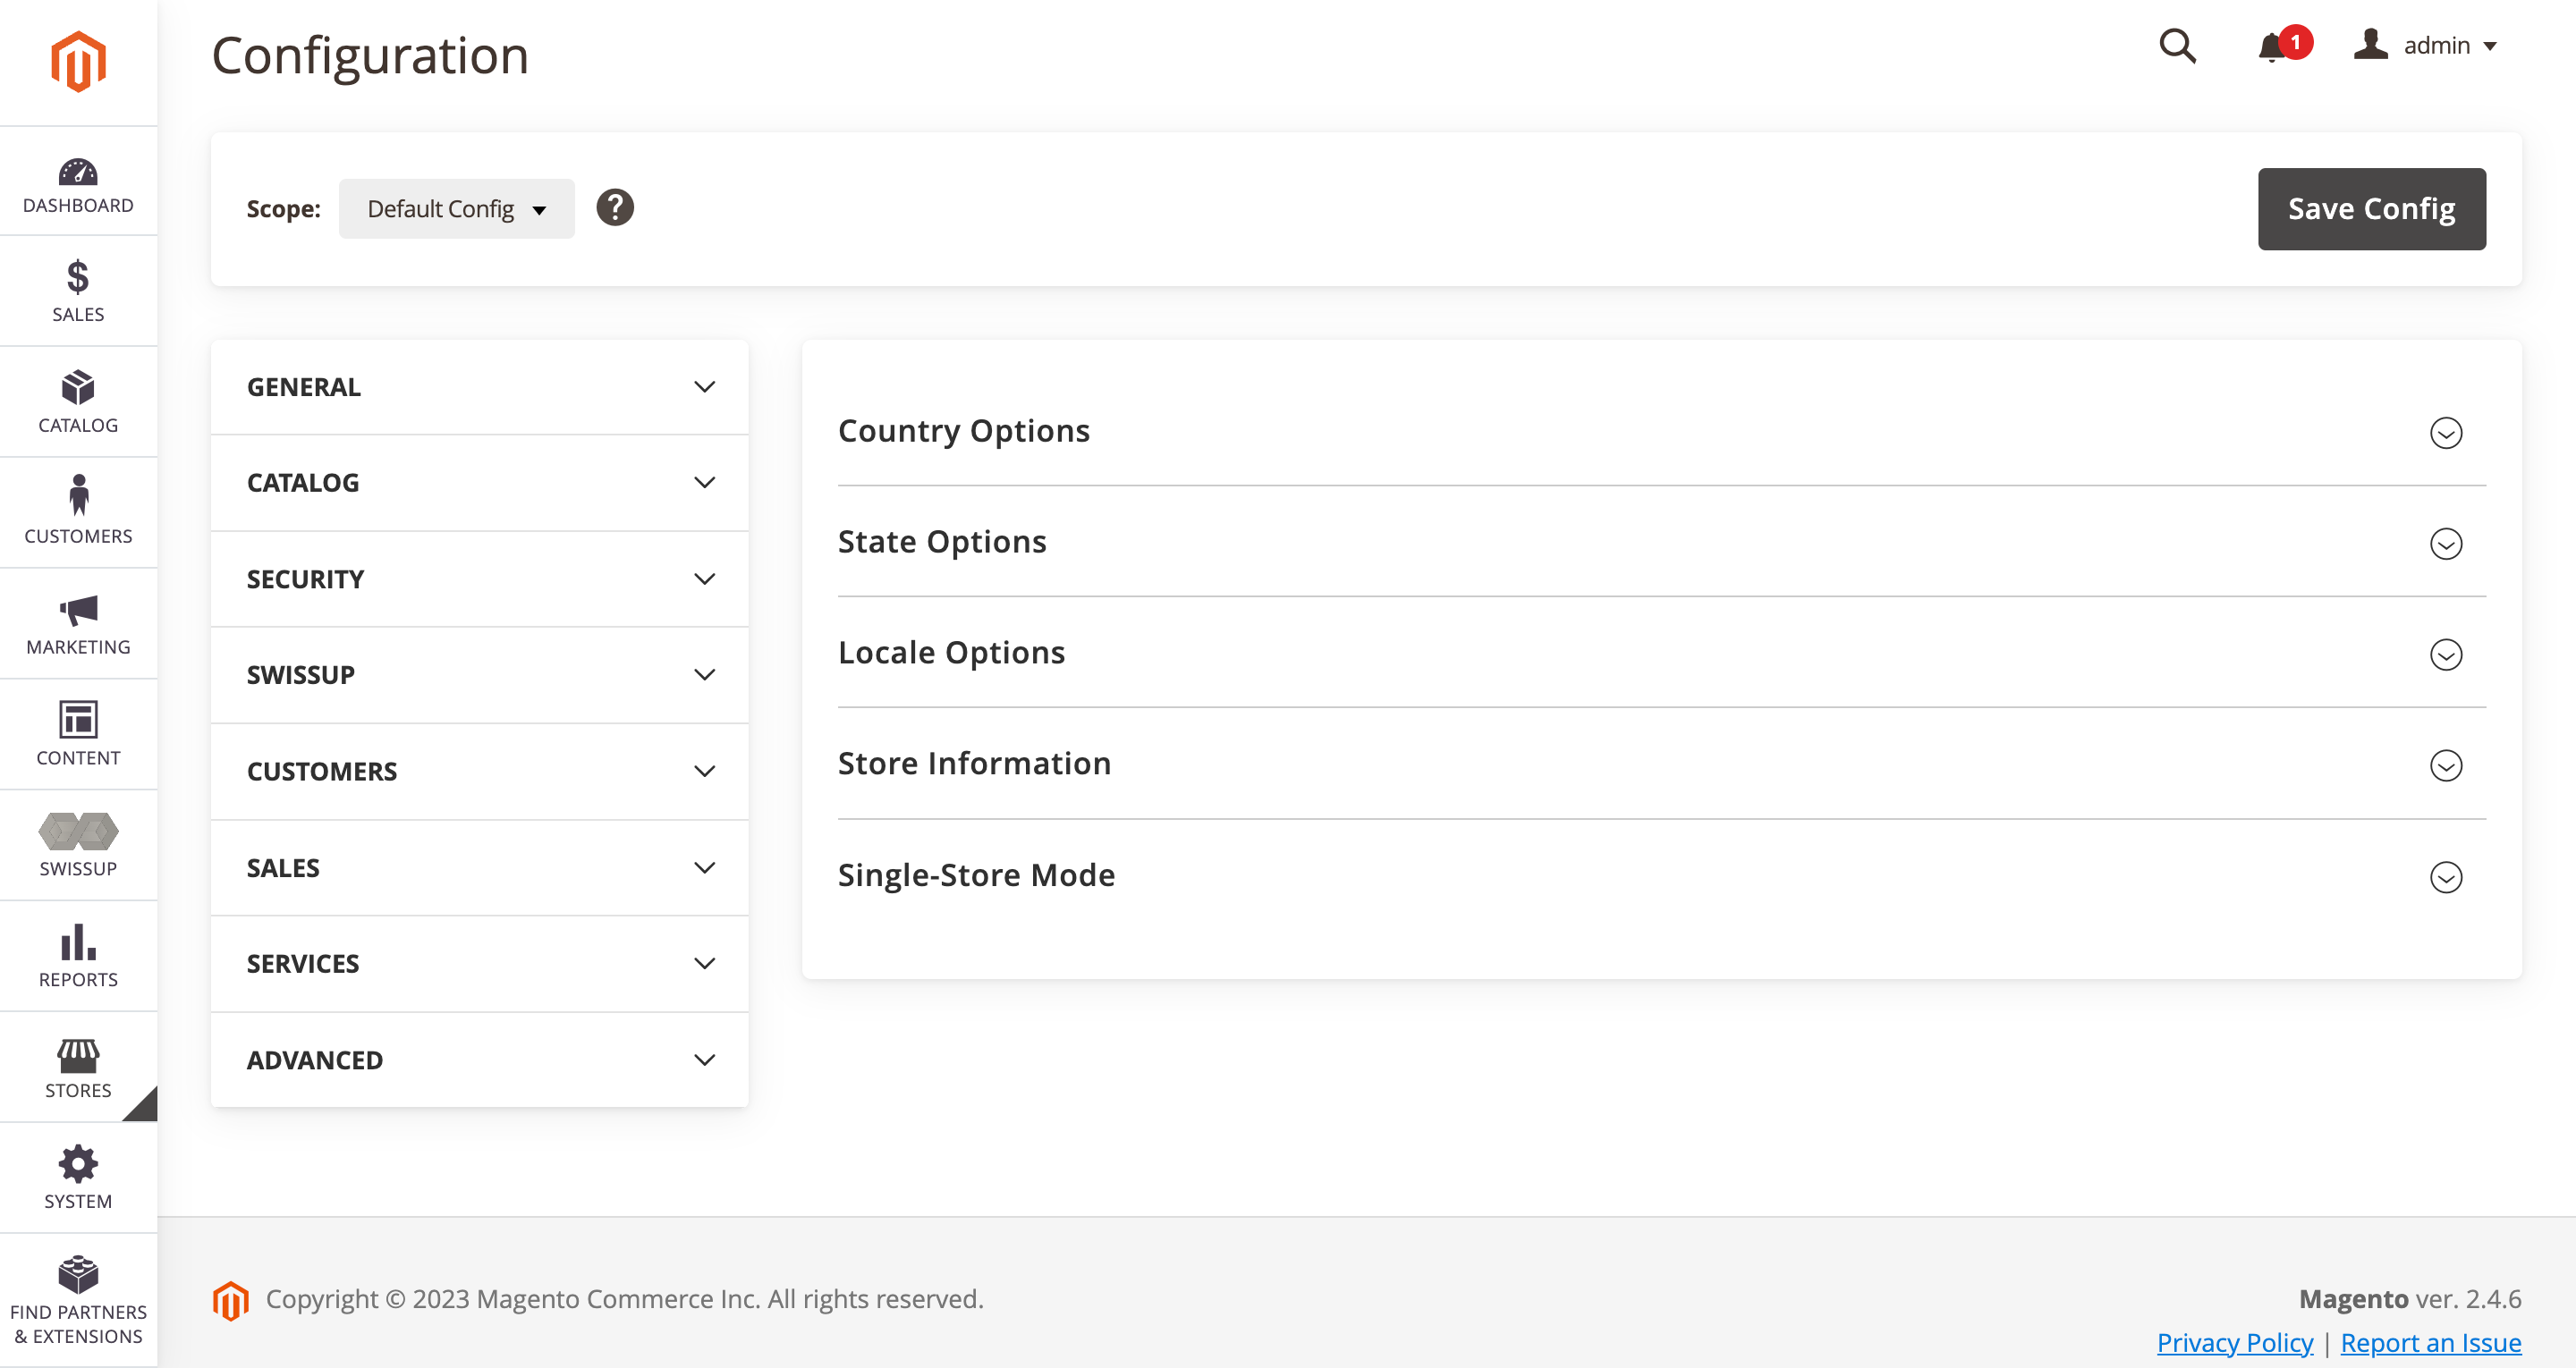 Configuration
1
admin
Scope:
Default Config
?
Save Config
DASHBOARD
SALES
CATALOG
CUSTOMERS
MARKETING
CONTENT
SWISSUP
REPORTS
STORES
SYSTEM
FIND PARTNERS
& EXTENSIONS
GENERAL
CATALOG
SECURITY
SWISSUP
CUSTOMERS
SALES
SERVICES
ADVANCED
Country Options
State Options
Locale Options
Store Information
Single-Store Mode
Copyright © 2023 Magento Commerce Inc. All rights reserved.
Magento ver. 2.4.6
Privacy Policy | Report an Issue